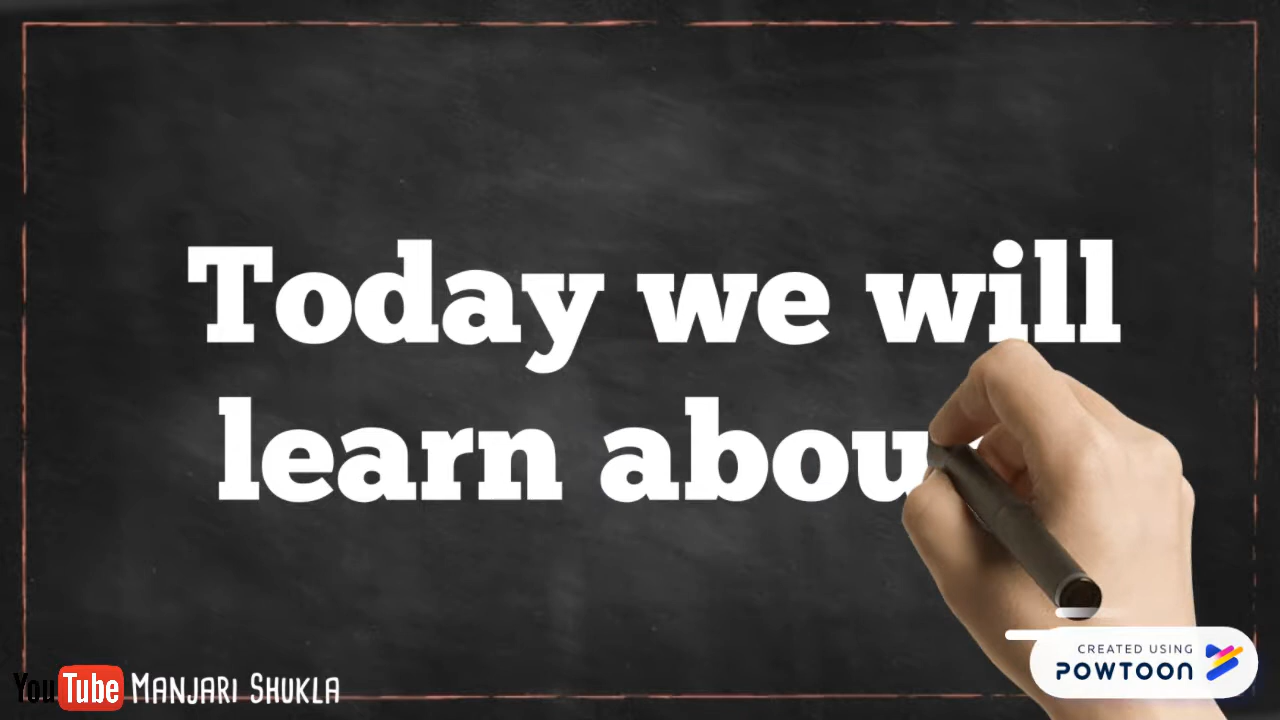 Today we will
learn abou
CREATED USING
POWTOON
YouTube MANJARI SHUKLA